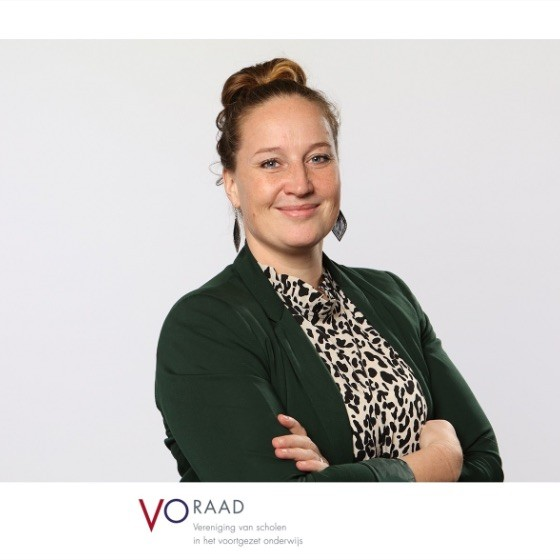 VO RAAD
Vereniging van scholen
in het voortgezet onderwijs